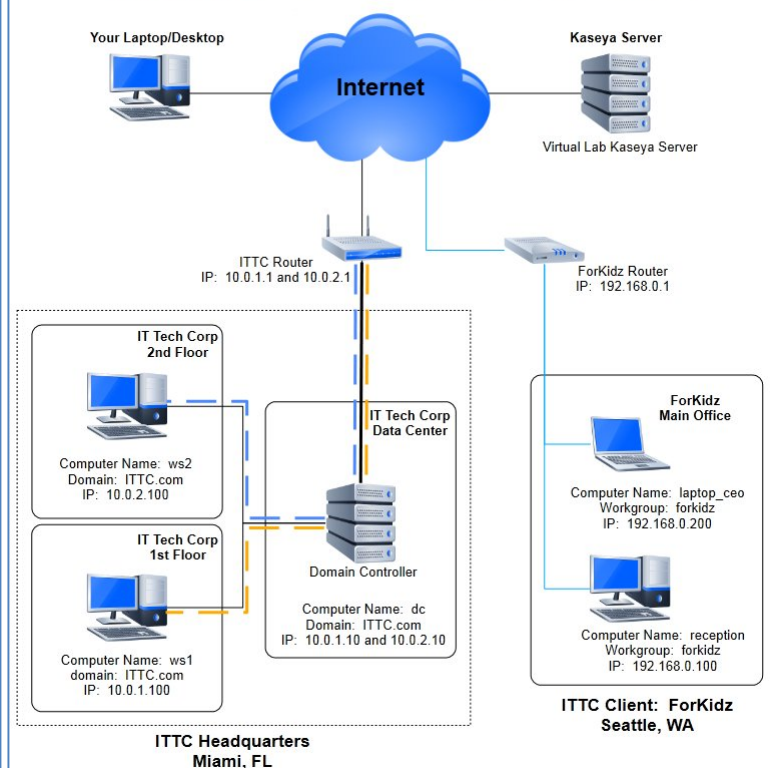 Your Laptop/Desktop
Internet
Kaseya Server
Virtual Lab Kaseya Server
ITTC Router
IP: 10.0.1.1 and 10.0.2.1
ForKidz Router
IP: 192.168.0.1
IT Tech Corp
2nd Floor
Computer Name: ws2
Domain: ITTC.com
IP: 10.0.2.100
IT Tech Corp
1st Floor
Computer Name: ws1
domain: ITTC.com
IP: 10.0.1.100
IT Tech Corp
Data Center
Domain Controller
Computer Name: dc
Domain: ITTC.com
IP: 10.0.1.10 and 10.0.2.10
ITTC Headquarters
Miami, FL
ForKidz
Main Office
Computer Name: laptop_ceo
Workgroup: forkidz
IP: 192.168.0.200
Computer Name: reception
Workgroup: forkidz
IP: 192.168.0.100
ITTC Client: ForKidz
Seattle, WA